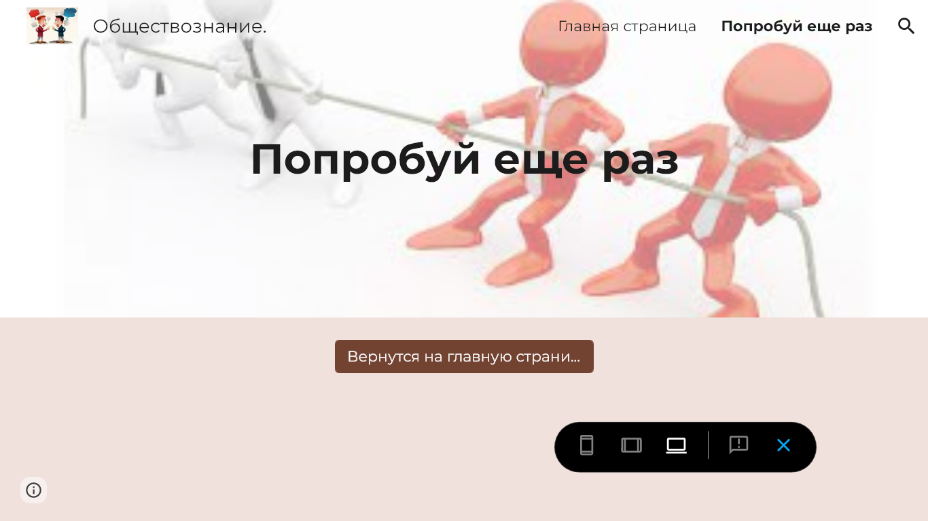 Обществознание.
Главная страница
Попробуй еще раз
Попробуй еще раз
Вернутся на главную страни...